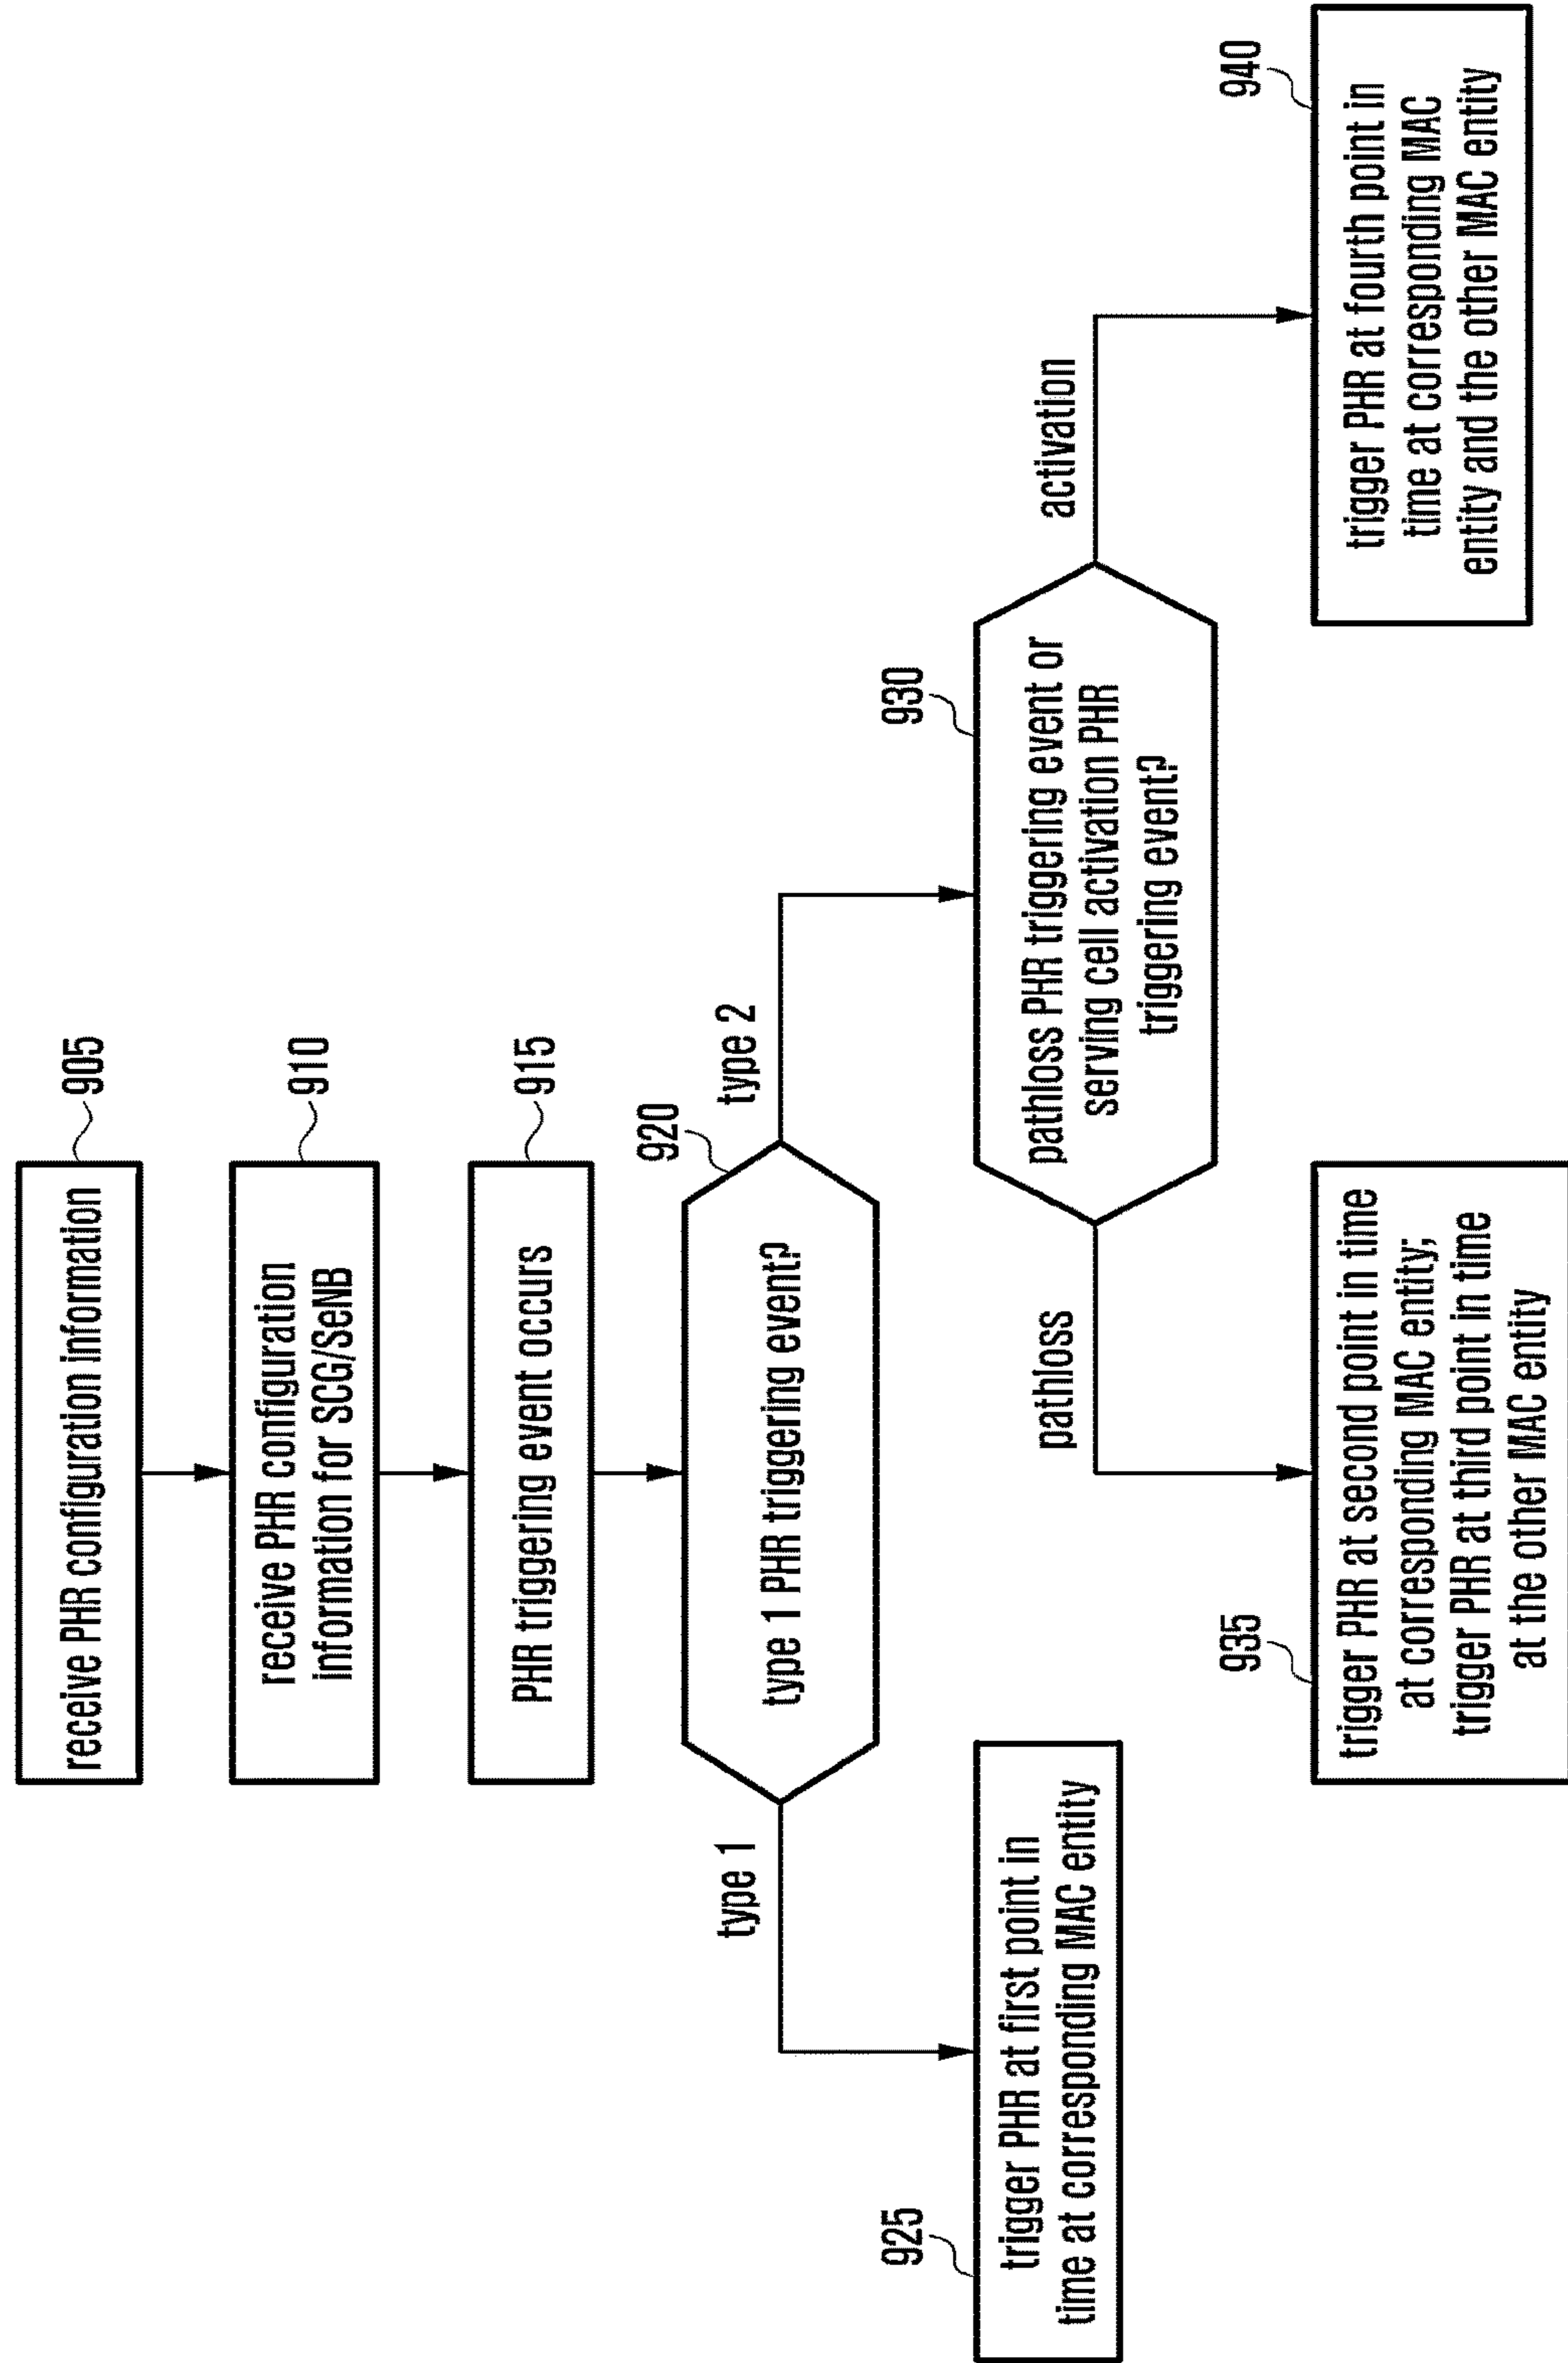 receive PHR configuration information
905
receive PHR configuration
information for SCG/SeNB
910
PHR triggering event occurs
915
type 1 PHR triggering event?
920
type 1
type 2
trigger PHR at first point in
time at corresponding MAC entity
925
pathloss PHR triggering event or
serving cell activation PHR
triggering event?
930
pathloss
activation
trigger PHR at second point in time
at corresponding MAC entity;
trigger PHR at third point in time
at the other MAC entity
935
trigger PHR at fourth point in
time at corresponding MAC
entity and the other MAC entity
940